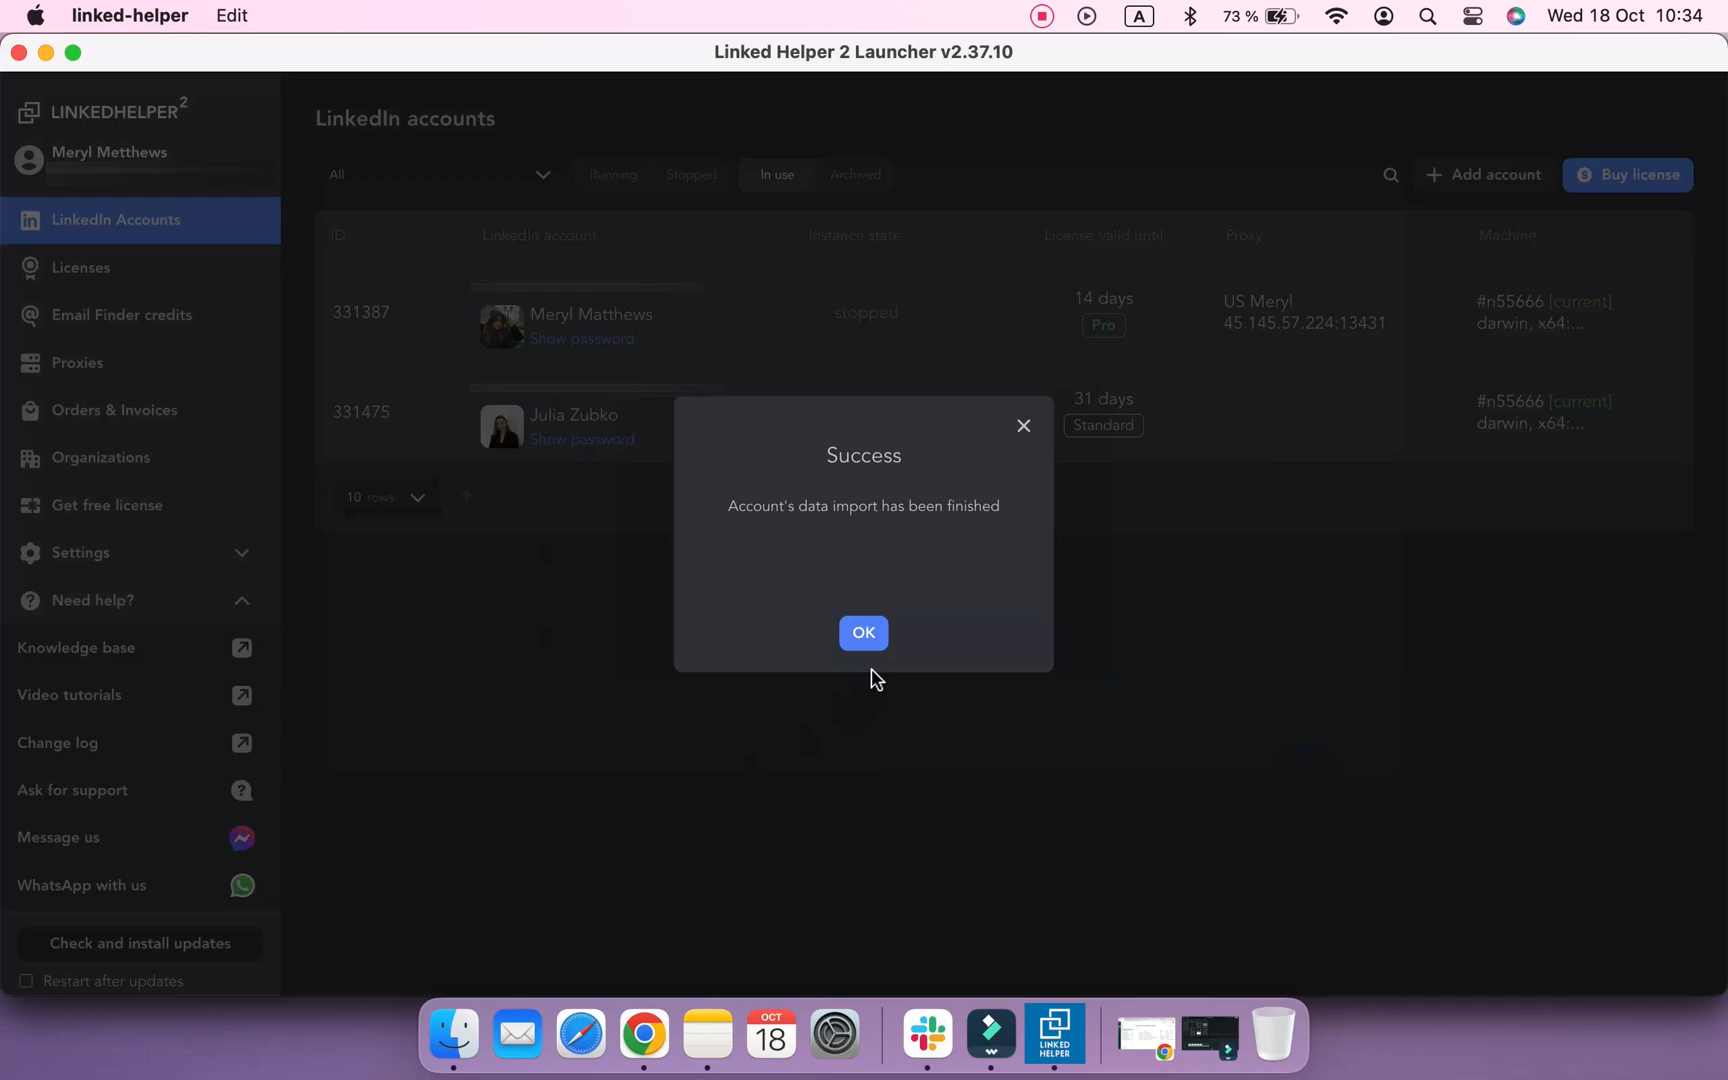 linked-helper Edit A 73 % Wed 18 Oct 10:34
Linked Helper 2 Launcher v2.37.10
LINKEDHELPER2
Meryl Metthews
LinkedIn Accounts
Licenses
Email Finder credits
Proxies
Orders & Invoices
Organizations
Get free license
Settings
Need help?
Knowledge base
Video tutorials
Change log
Ask for support
Message us
WhatsApp with us
Check and install updates
Restart after updates
LinkedIn accounts
All Running Stopped In use Archived + Add account Buy license
ID LinkedIn account Instance state License valid until Proxy Machine
331387 Meryl Matthews stopped 14 days US Meryl #n55666 [current]
Show password Pro 45.145.57.224:13431 darwin, x64:...
331475 Julia Zubko 31 days #n55666 [current]
Show password Standard darwin, x64:...
10 rows
Success
Account's data import has been finished
OK
OCT
18
LINKED
HELPER